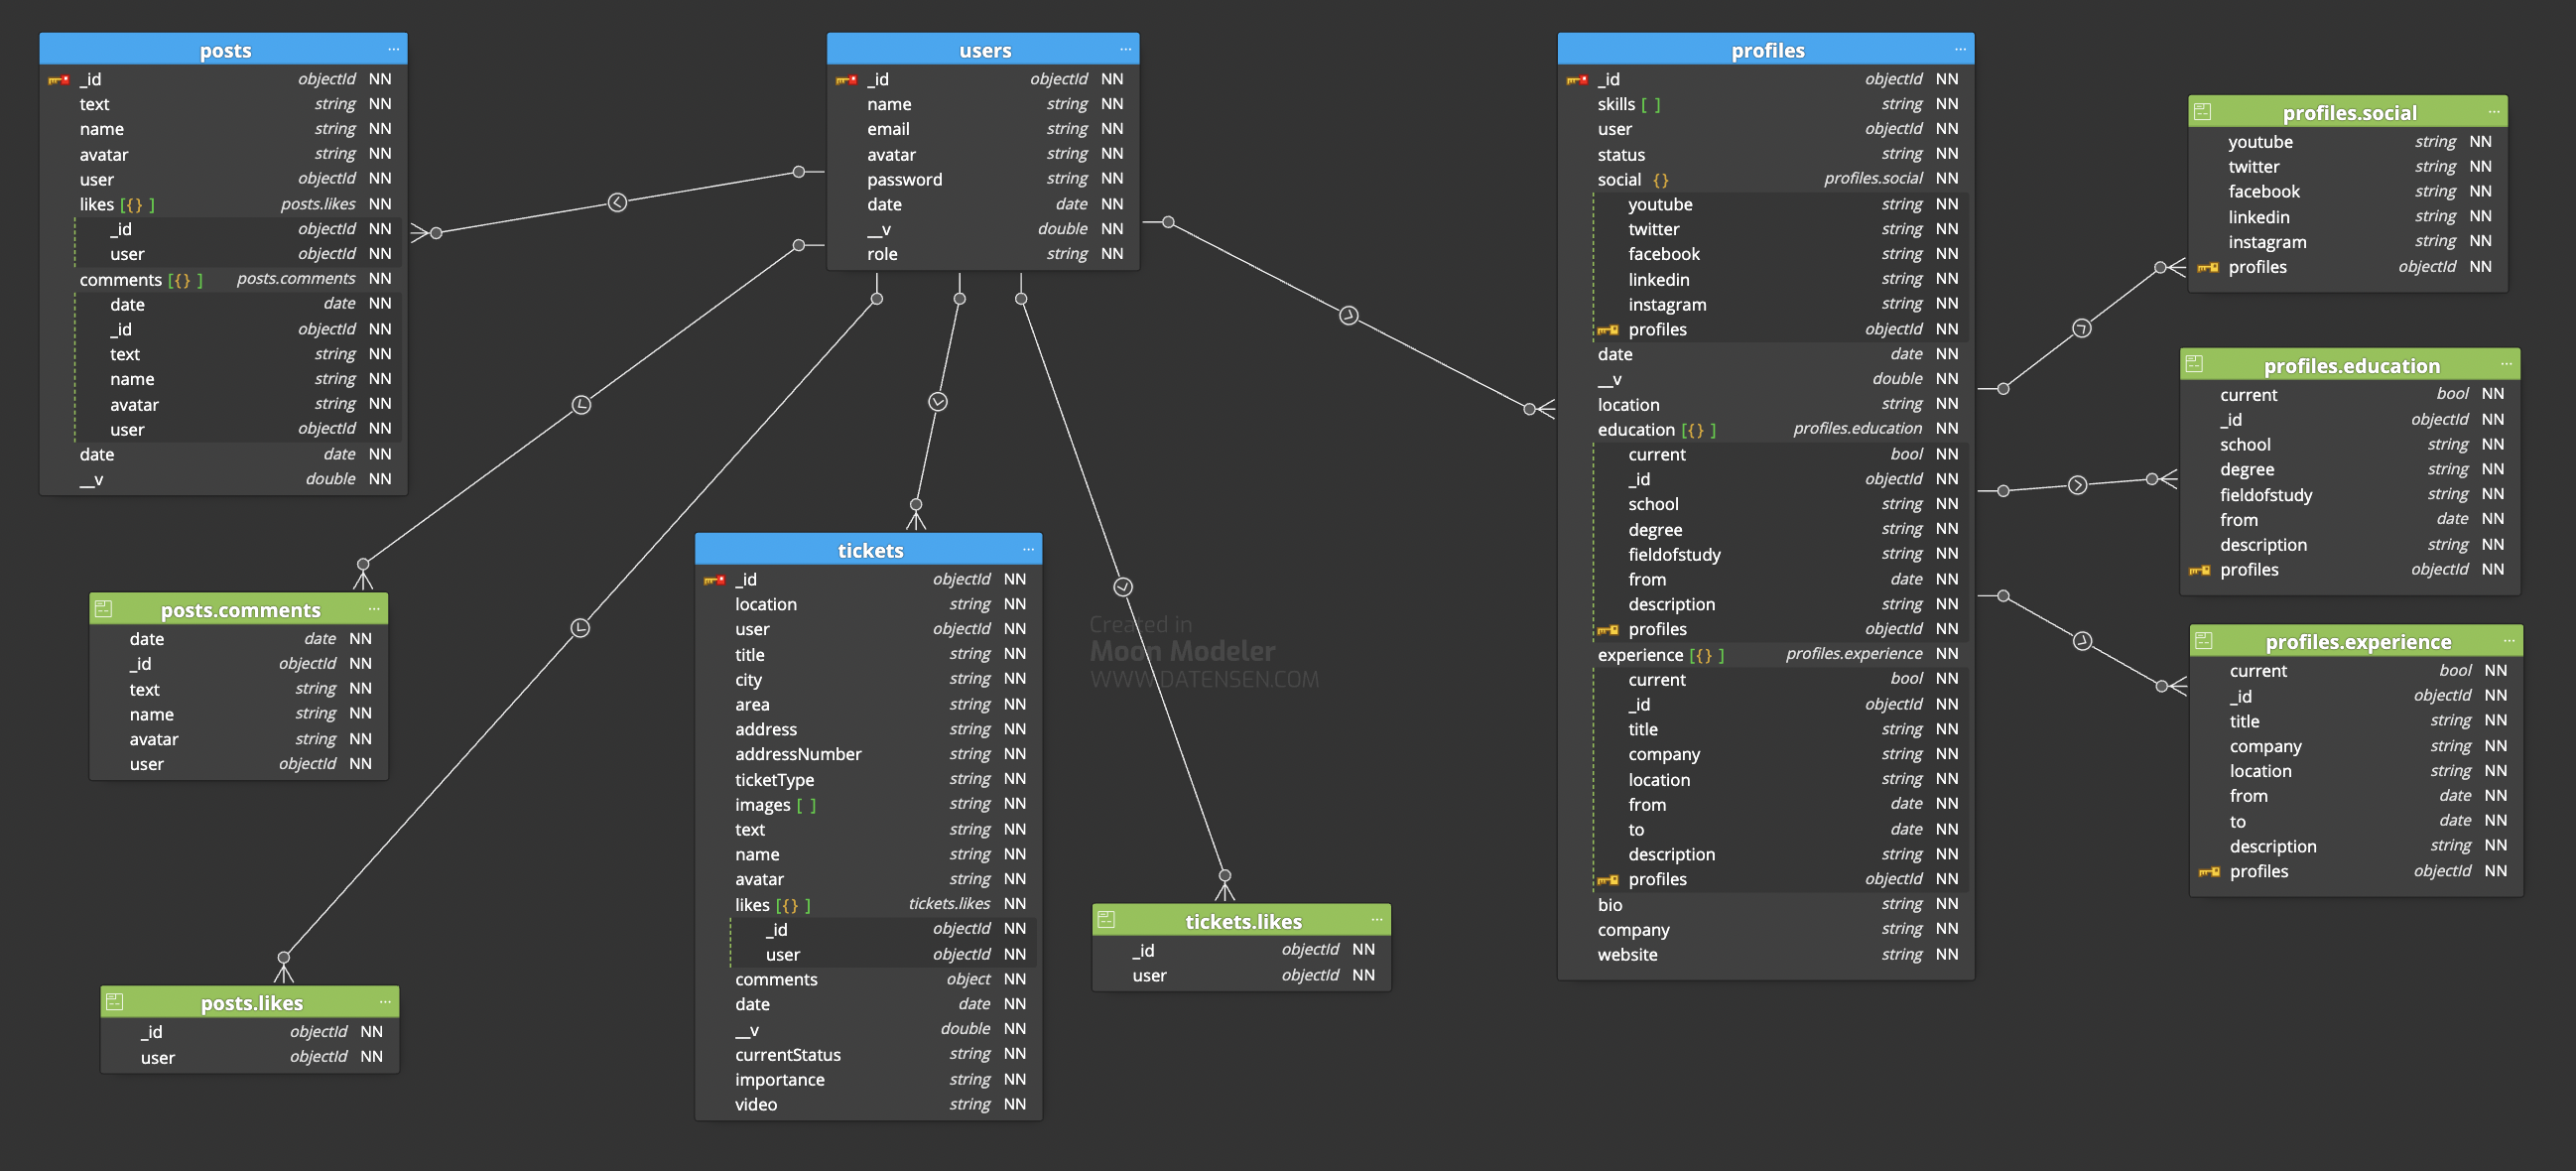 posts ...
_id objectId NN
text string NN
name string NN
avatar string NN
user objectId NN
likes [{} ] posts.likes NN
_id objectId NN
user objectId NN
comments [{} ] posts.comments NN
date date NN
_id objectId NN
text string NN
name string NN
avatar string NN
user objectId NN
date date NN
__v double NN
users ...
_id objectId NN
name string NN
email string NN
avatar string NN
password string NN
date date NN
__v double NN
role string NN
profiles ...
_id objectId NN
skills [ ] string NN
user objectId NN
status string NN
social {} profiles.social NN
youtube string NN
twitter string NN
facebook string NN
linkedin string NN
instagram string NN
profiles objectId NN
date date NN
__v double NN
location string NN
education [{} ] profiles.education NN
current bool NN
_id objectId NN
school string NN
degree string NN
fieldofstudy string NN
from date NN
description string NN
profiles objectId NN
experience [{} ] profiles.experience NN
current bool NN
_id objectId NN
title string NN
company string NN
location string NN
from date NN
to date NN
description string NN
profiles objectId NN
bio string NN
company string NN
website string NN
profiles.social ...
youtube string NN
twitter string NN
facebook string NN
linkedin string NN
instagram string NN
profiles objectId NN
profiles.education ...
current bool NN
_id objectId NN
school string NN
degree string NN
fieldofstudy string NN
from date NN
description string NN
profiles objectId NN
profiles.experience ...
current bool NN
_id objectId NN
title string NN
company string NN
location string NN
from date NN
to date NN
description string NN
profiles objectId NN
posts.comments ...
date date NN
_id objectId NN
text string NN
name string NN
avatar string NN
user objectId NN
tickets ...
_id objectId NN
location string NN
user objectId NN
title string NN
city string NN
area string NN
address string NN
addressNumber string NN
ticketType string NN
images [ ] string NN
text string NN
name string NN
avatar string NN
likes [{} ] tickets.likes NN
_id objectId NN
user objectId NN
comments object NN
date date NN
__v double NN
currentStatus string NN
importance string NN
video string NN
Created in
Moon Modeler
WWW.DATENSEN.COM
tickets.likes ...
_id objectId NN
user objectId NN
posts.likes ...
_id objectId NN
user objectId NN